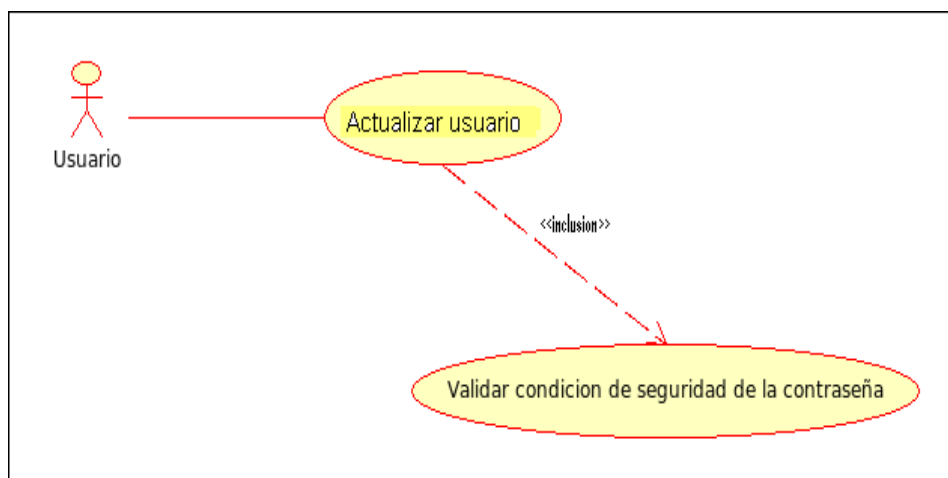 Actualizar usuario
Usuario
<<inclusion>>
Validar condicion de seguridad de la contraseña